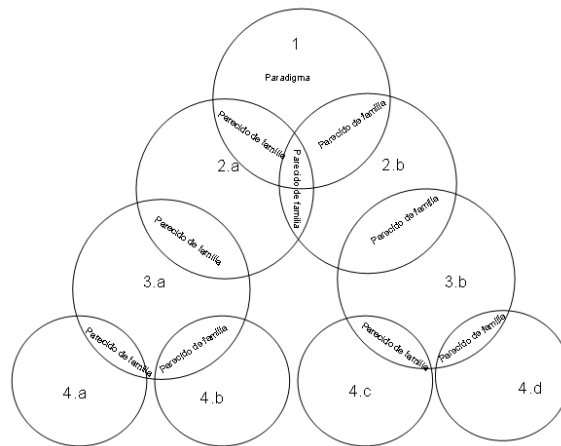 1
Paradigma
Parecido de familia
Parecido de familia
Parecido de familia
2.a
2.b
Parecido de familia
Parecido de familia
3.a
3.b
Parecido de familia
Parecido de familia
Parecido de familia
Parecido de familia
4.a
4.b
4.c
4.d